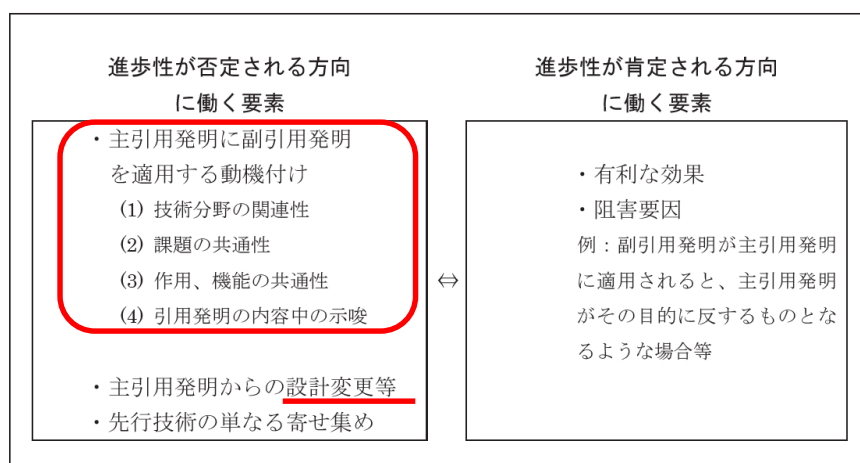 進歩性が否定される方向
に働く要素
・主引用発明に副引用発明
を適用する動機付け
(1) 技術分野の関連性
(2) 課題の共通性
(3) 作用、機能の共通性
(4) 引用発明の内容中の示唆
・主引用発明からの設計変更等
・先行技術の単なる寄せ集め
⇔
進歩性が肯定される方向
に働く要素
・有利な効果
・阻害要因
例：副引用発明が主引用発明
に適用されると、主引用発明
がその目的に反するものとな
るような場合等